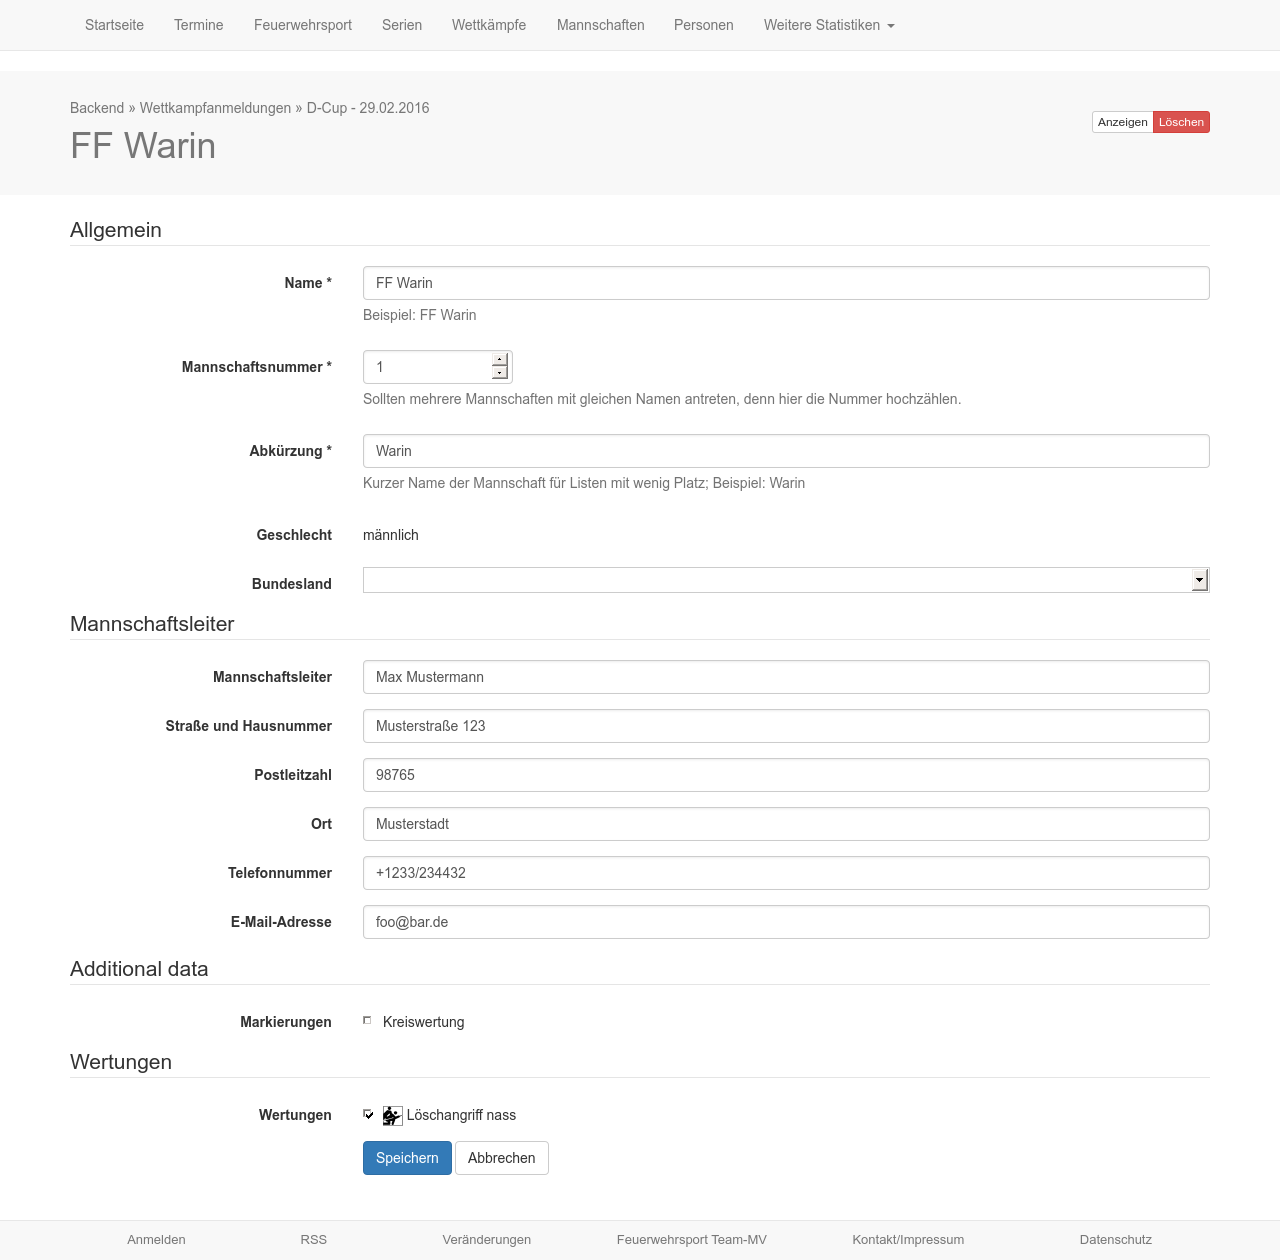 Startseite Termine Feuerwehrsport Serien Wettkämpfe Mannschaften Personen Weitere Statistiken
Backend » Wettkampfanmeldungen » D-Cup - 29.02.2016
Anzeigen Löschen
FF Warin
Allgemein
Name * FF Warin
Beispiel: FF Warin
Mannschaftsnummer * 1
Sollten mehrere Mannschaften mit gleichen Namen antreten, denn hier die Nummer hochzählen.
Abkürzung * Warin
Kurzer Name der Mannschaft für Listen mit wenig Platz; Beispiel: Warin
Geschlecht männlich
Bundesland
Mannschaftsleiter
Mannschaftsleiter Max Mustermann
Straße und Hausnummer Musterstraße 123
Postleitzahl 98765
Ort Musterstadt
Telefonnummer +1233/234432
E-Mail-Adresse foo@bar.de
Additional data
Markierungen Kreiswertung
Wertungen
Wertungen Löschangriff nass
Speichern Abbrechen
Anmelden RSS Veränderungen Feuerwehrsport Team-MV Kontakt/Impressum Datenschutz